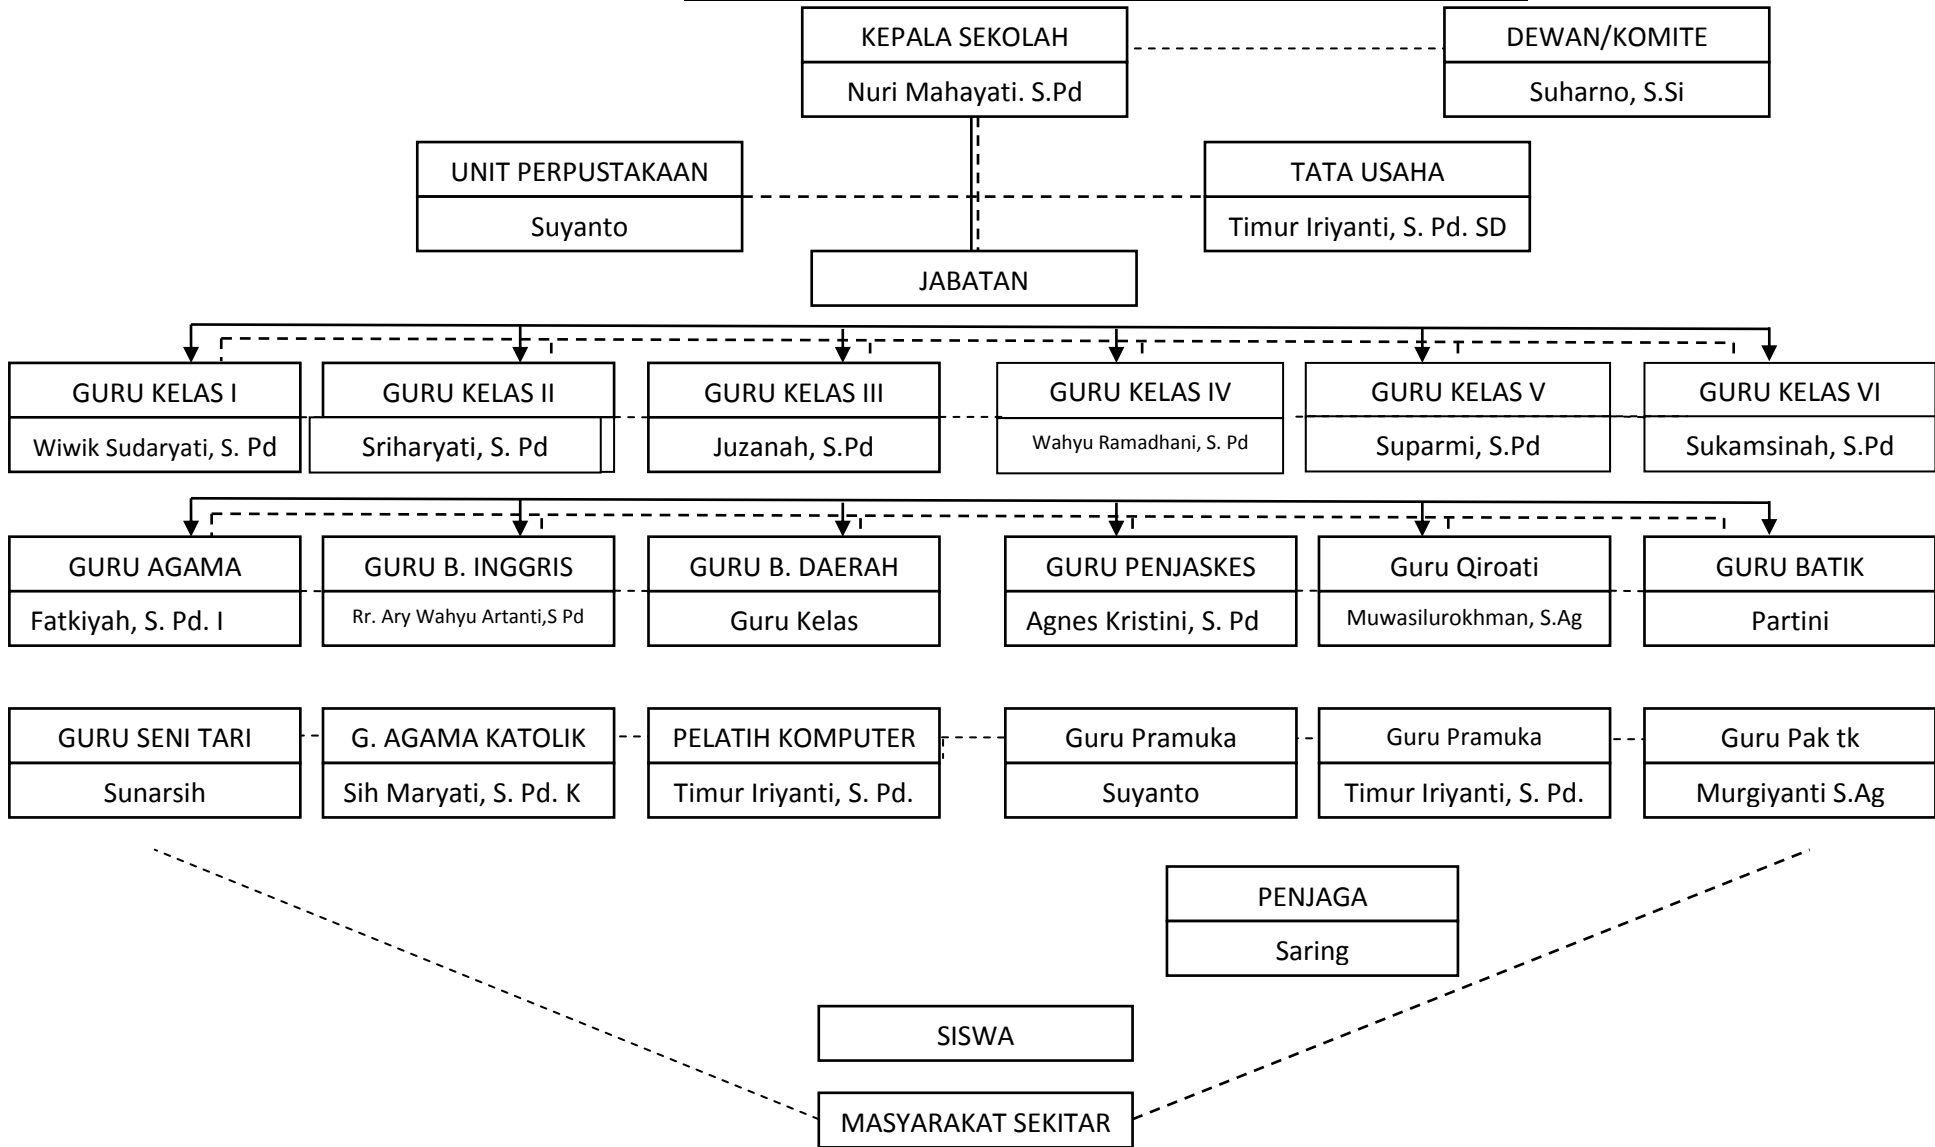 KEPALA SEKOLAH
Nuri Mahayati. S.Pd
DEWAN/KOMITE
Suharno, S.Si
UNIT PERPUSTAKAAN
Suyanto
TATA USAHA
Timur Iriyanti, S. Pd. SD
JABATAN
GURU KELAS I
Wiwik Sudaryati, S. Pd
GURU KELAS II
Sriharyati, S. Pd
GURU KELAS III
Juzanah, S.Pd
GURU KELAS IV
Wahyu Ramadhani, S. Pd
GURU KELAS V
Suparmi, S.Pd
GURU KELAS VI
Sukamsinah, S.Pd
GURU AGAMA
Fatkiyah, S. Pd. I
GURU B. INGGRIS
Rr. Ary Wahyu Artanti,S Pd
GURU B. DAERAH
Guru Kelas
GURU PENJASKES
Agnes Kristini, S. Pd
Guru Qiroati
Muwasilurokhman, S.Ag
GURU BATIK
Partini
GURU SENI TARI
Sunarsih
G. AGAMA KATOLIK
Sih Maryati, S. Pd. K
PELATIH KOMPUTER
Timur Iriyanti, S. Pd.
Guru Pramuka
Suyanto
Guru Pramuka
Timur Iriyanti, S. Pd.
Guru Pak tk
Murgiyanti S.Ag
PENJAGA
Saring
SISWA
MASYARAKAT SEKITAR